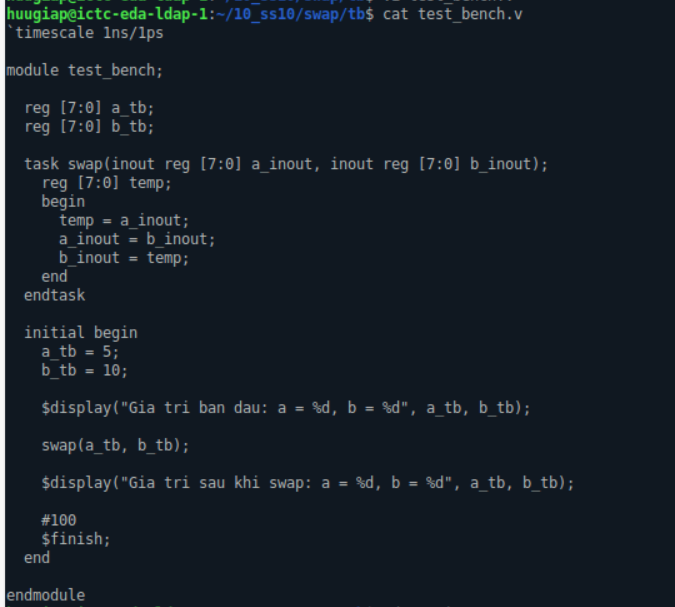 huugiap@ictc-eda-ldap-1:~/10_ss10/swap/tb$ cat test_bench.v
`timescale 1ns/1ps
module test_bench;
reg [7:0] a_tb;
reg [7:0] b_tb;
task swap(inout reg [7:0] a_inout, inout reg [7:0] b_inout);
reg [7:0] temp;
begin
temp = a_inout;
a_inout = b_inout;
b_inout = temp;
end
endtask
initial begin
a_tb = 5;
b_tb = 10;
$display("Gia tri ban dau: a = %d, b = %d", a_tb, b_tb);
swap(a_tb, b_tb);
$display("Gia tri sau khi swap: a = %d, b = %d", a_tb, b_tb);
#100
$finish;
end
endmodule